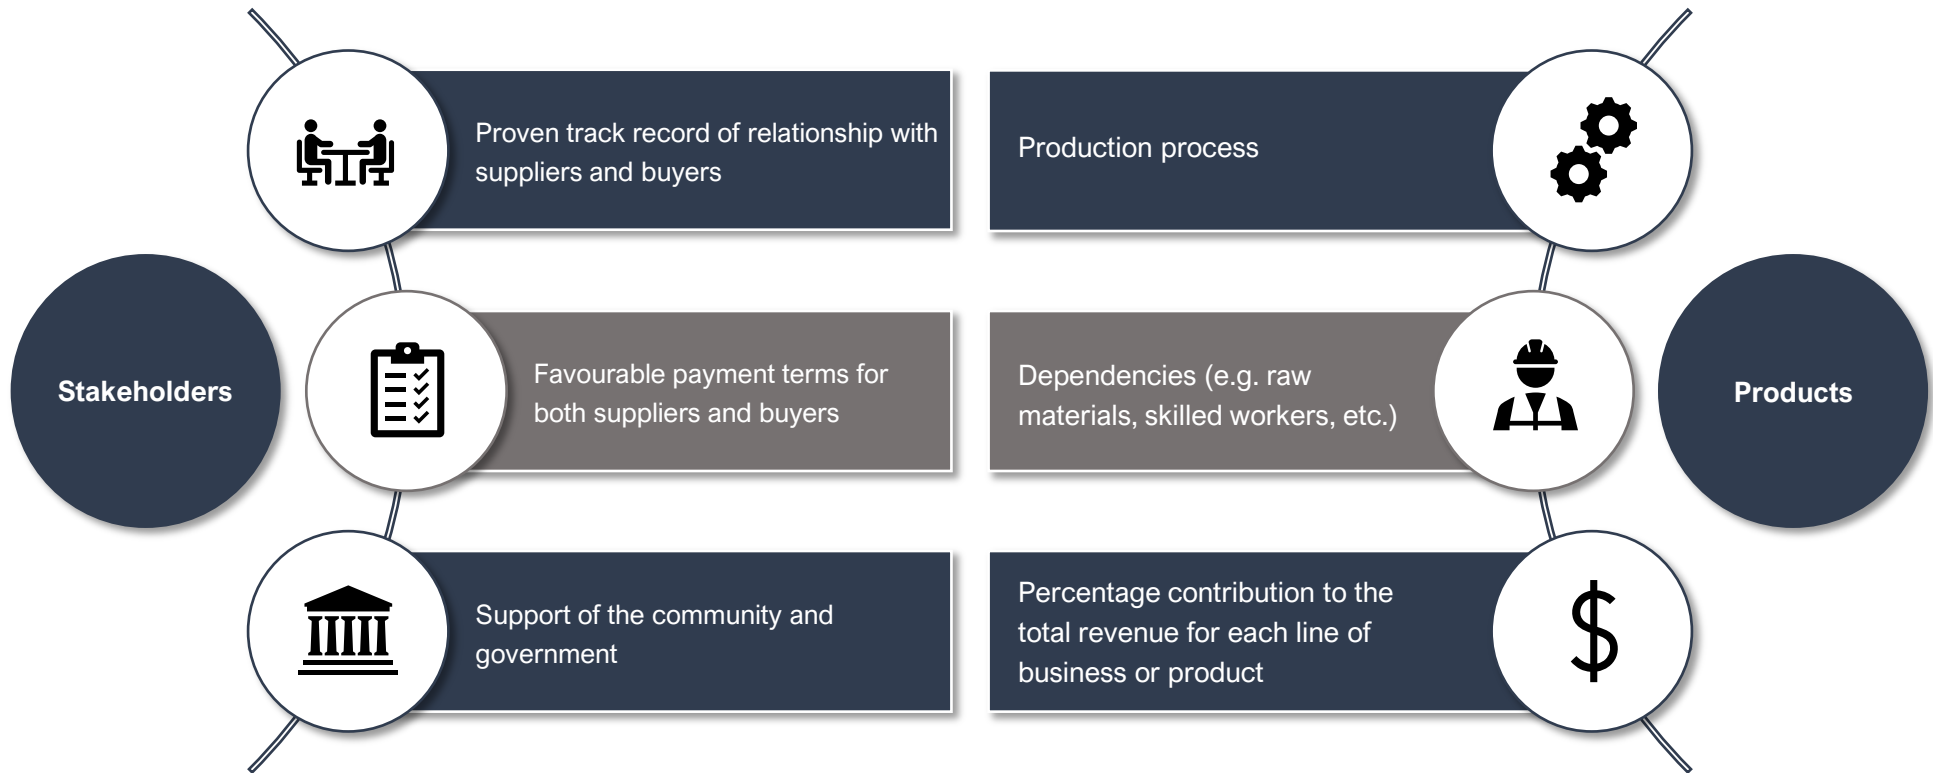 Stakeholders
Proven track record of relationship with
suppliers and buyers
Favourable payment terms for
both suppliers and buyers
Support of the community and
government
Production process
Dependencies (e.g. raw
materials, skilled workers, etc.)
Percentage contribution to the
total revenue for each line of
business or product
Products